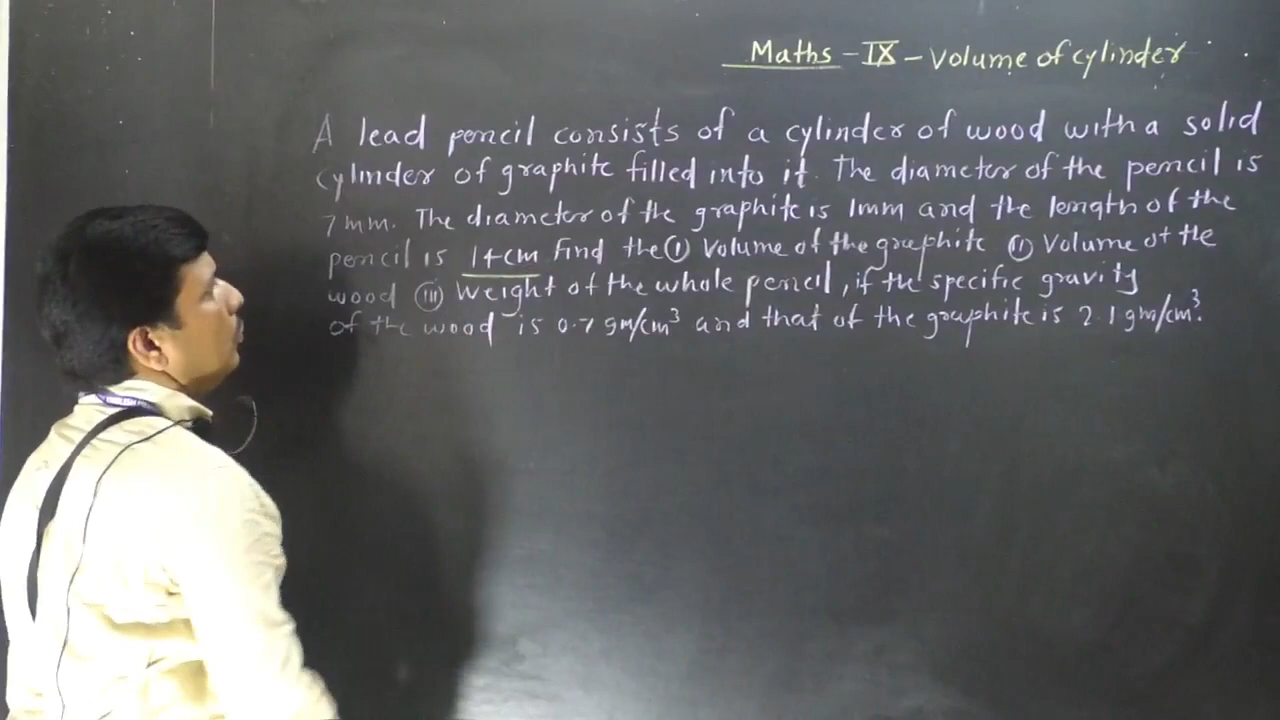 Maths - IX - Volume of cylinder
A lead pencil consists of a cylinder of wood with a solid
cylinder of graphite filled into it. The diameter of the pencil is
7mm. The diameter of the graphite is 1mm and the length of the
pencil is 14cm Find the (i) Volume of the graphite (ii) Volume of the
wood (iii) Weight of the whole pencil, if the specific gravity
of the wood is 0.7 gm/cm³ and that of the graphite is 2.1 gm/cm³.